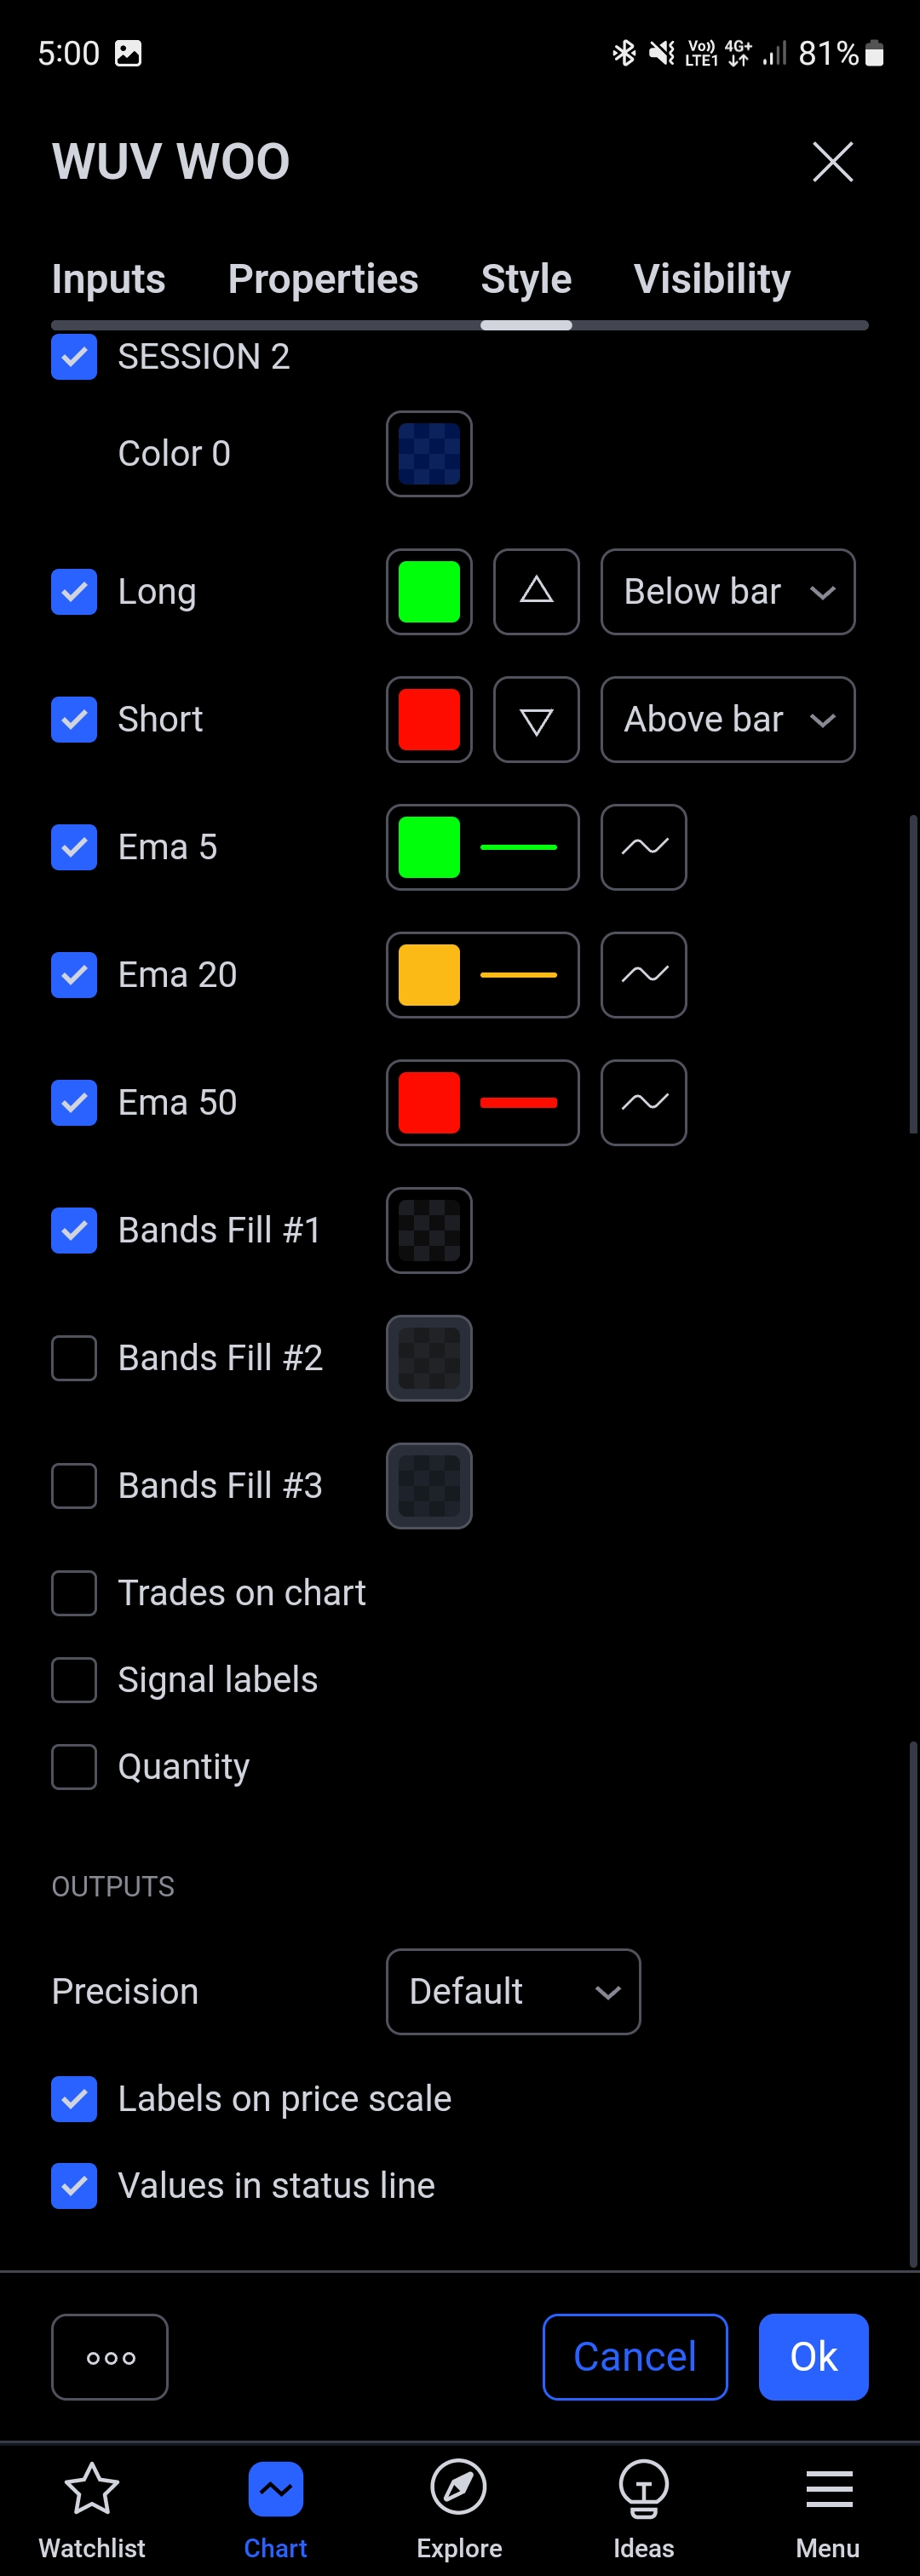 5:00 Vo)) LTE1 4G+ 81%
WUV WOO
Inputs Properties Style Visibility
SESSION 2
Color 0
Long Below bar
Short Above bar
Ema 5
Ema 20
Ema 50
Bands Fill #1
Bands Fill #2
Bands Fill #3
Trades on chart
Signal labels
Quantity
OUTPUTS
Precision Default
Labels on price scale
Values in status line
Cancel Ok
Watchlist Chart Explore Ideas Menu